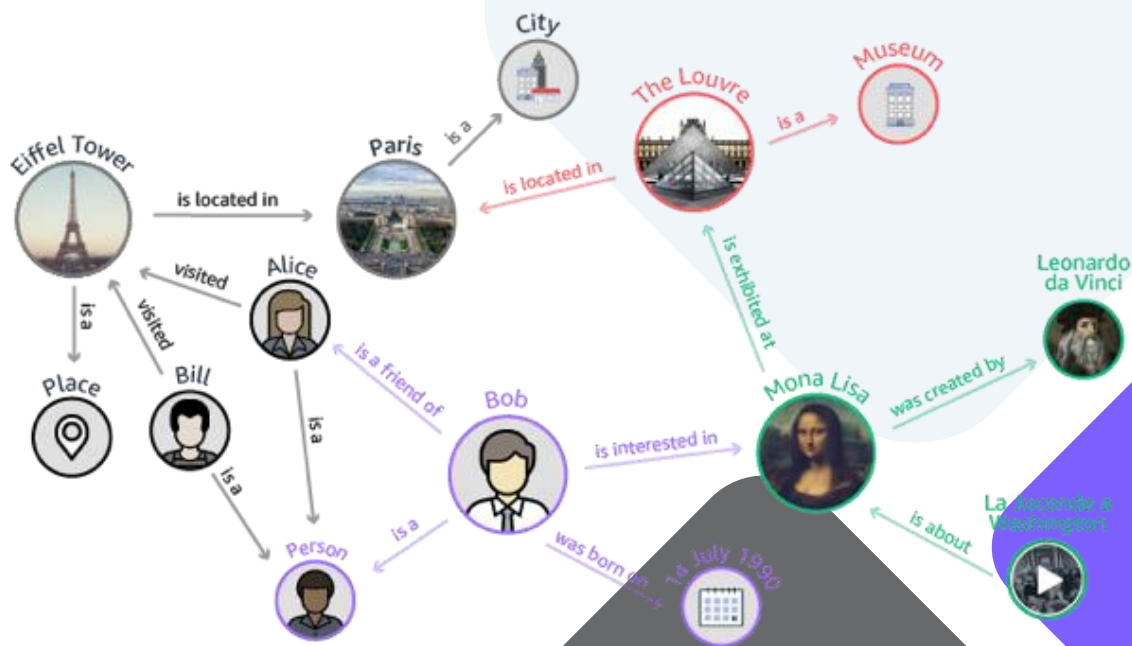 City
Museum
The Louvre
is a
is a
Eiffel Tower
Paris
is located in
is located in
visited
Alice
is exhibited at
Leonardo
da Vinci
is a
visited
is a friend of
Place
Bill
Bob
Mona Lisa
was created by
is a
is interested in
is a
La Joconde a
Washington
is about
Person
is a
was born on
14 July 1990